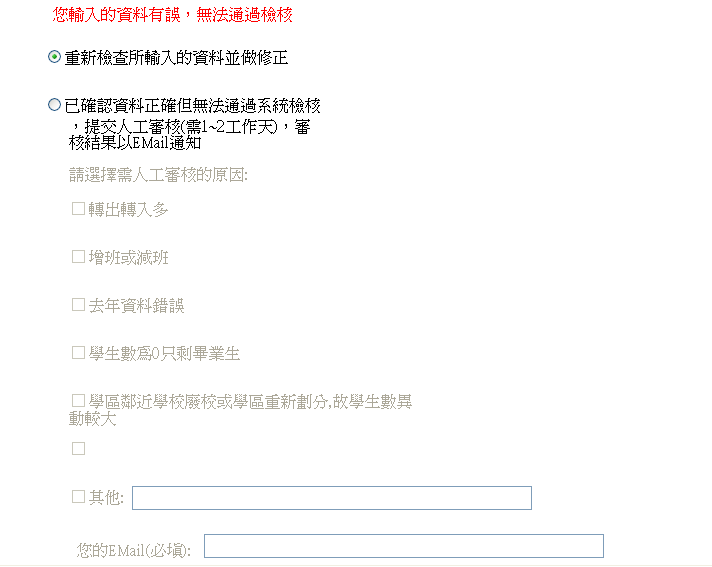 您輸入的資料有誤，無法通過檢核
重新檢查所輸入的資料並做修正
已確認資料正確但無法通過系統檢核
，提交人工審核(需1~2工作天)，審
核結果以EMail通知
請選擇需人工審核的原因:
轉出轉入多
增班或減班
去年資料錯誤
學生數為0只剩畢業生
學區鄰近學校廢校或學區重新劃分,故學生數異
動較大
其他:
您的EMail(必填):